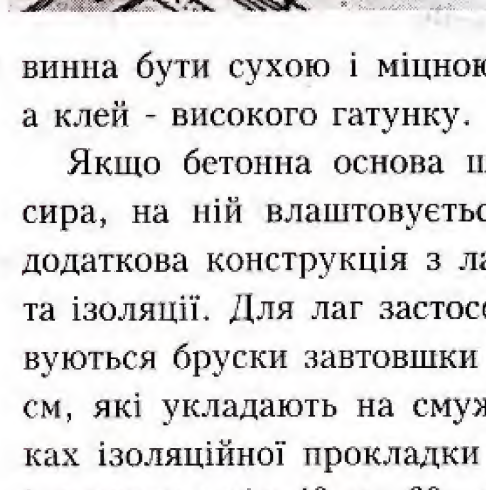 винна бути сухою і міцною
а клей - високого гатунку.
Якщо бетонна основа
сира, на ній влаштовуєтьс
додаткова конструкція з ла
та ізоляції. Для лаг застосо
вуються бруски завтовшки
см, які укладають на смуж
ках ізоляційної прокладки